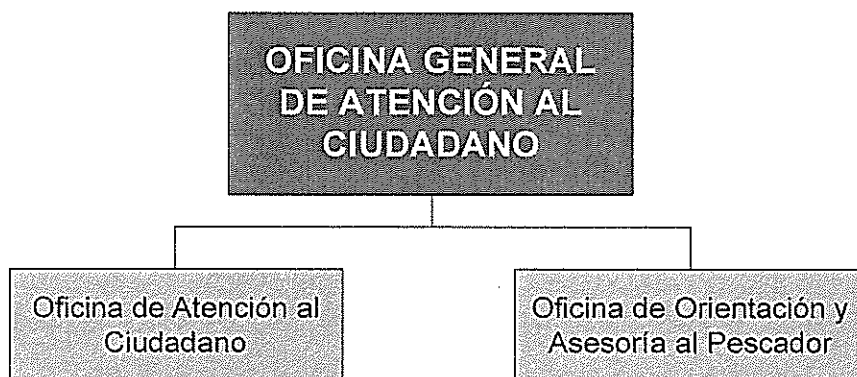 OFICINA GENERAL
DE ATENCIÓN AL
CIUDADANO
Oficina de Atención al
Ciudadano
Oficina de Orientación y
Asesoría al Pescador